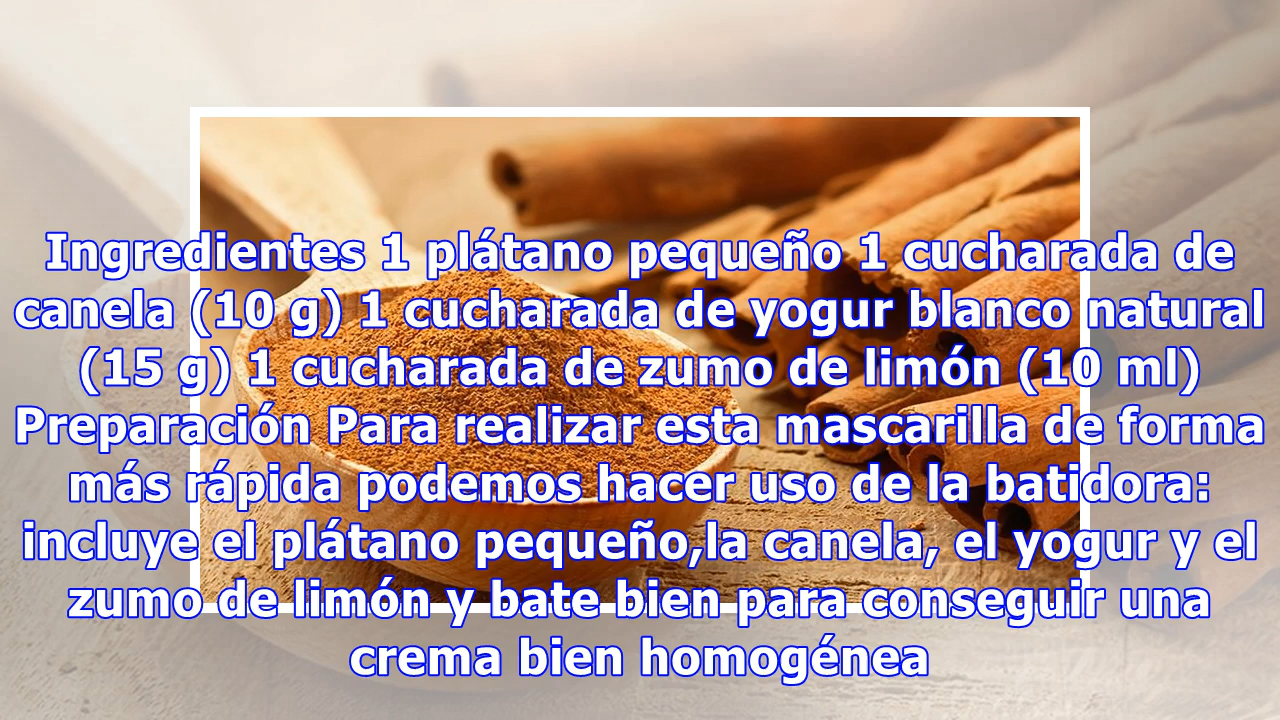 Ingredientes 1 plátano pequeño 1 cucharada de
canela (10 g) 1 cucharada de yogur blanco natural
(15 g) 1 cucharada de zumo de limón (10 ml)
Preparación Para realizar esta mascarilla de forma
más rápida podemos hacer uso de la batidora:
incluye el plátano pequeño,la canela, el yogur y el
zumo de limón y bate bien para conseguir una
crema bien homogénea